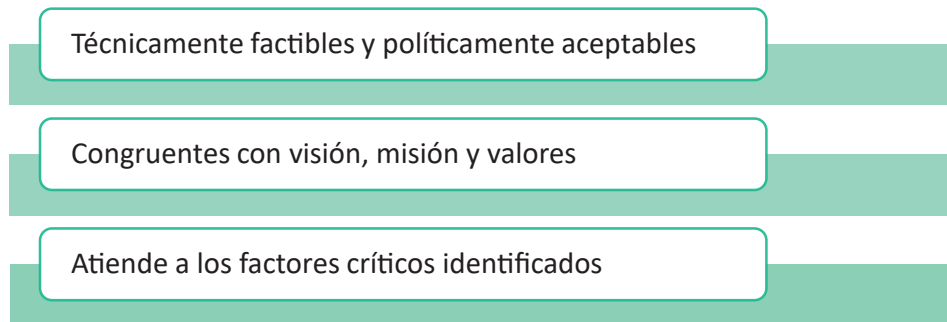 Técnicamente factibles y políticamente aceptables
Congruentes con visión, misión y valores
Atiende a los factores críticos identificados